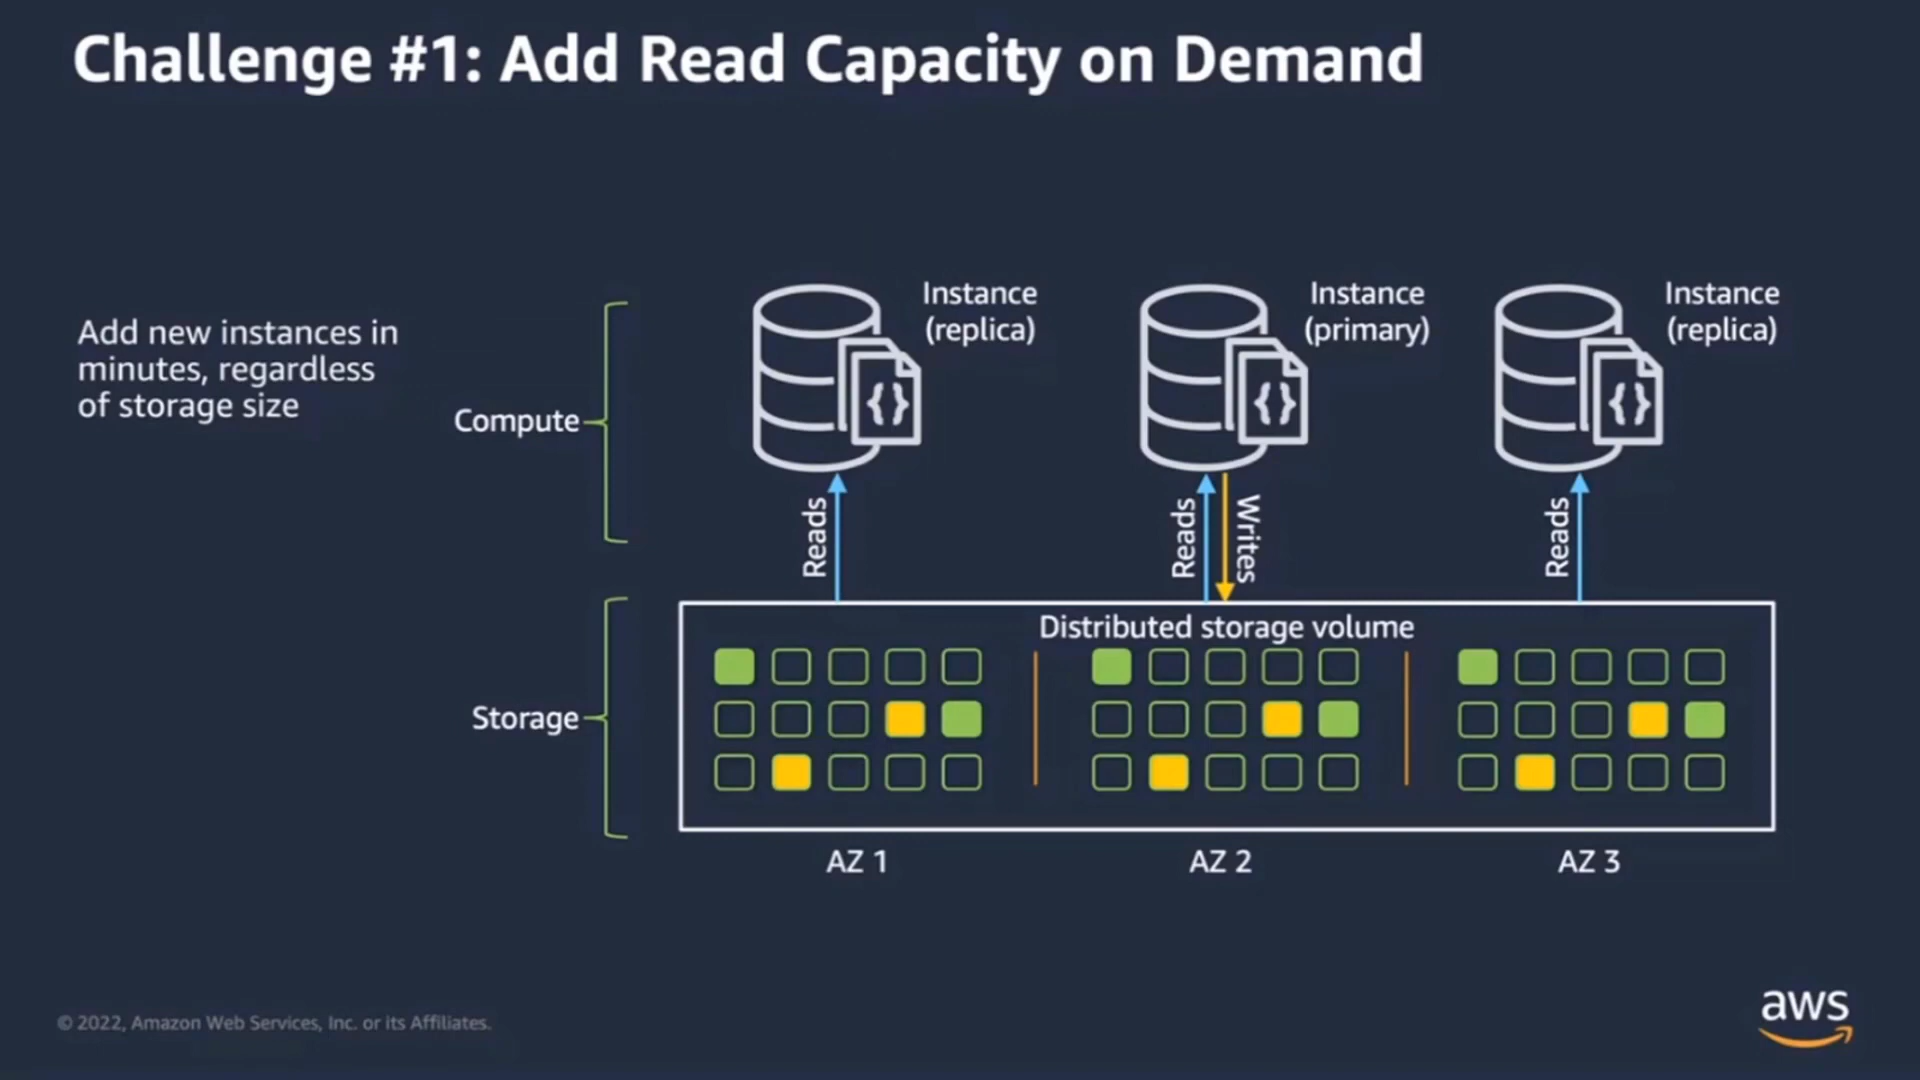 Challenge #1: Add Read Capacity on Demand
Add new instances in
minutes, regardless
of storage size
Compute
Instance
(replica)
Instance
(primary)
Instance
(replica)
{}
{}
{}
Reads
Reads
Writes
Reads
Storage
Distributed storage volume
AZ 1
AZ 2
AZ 3
© 2022, Amazon Web Services, Inc. or its Affiliates.
aws